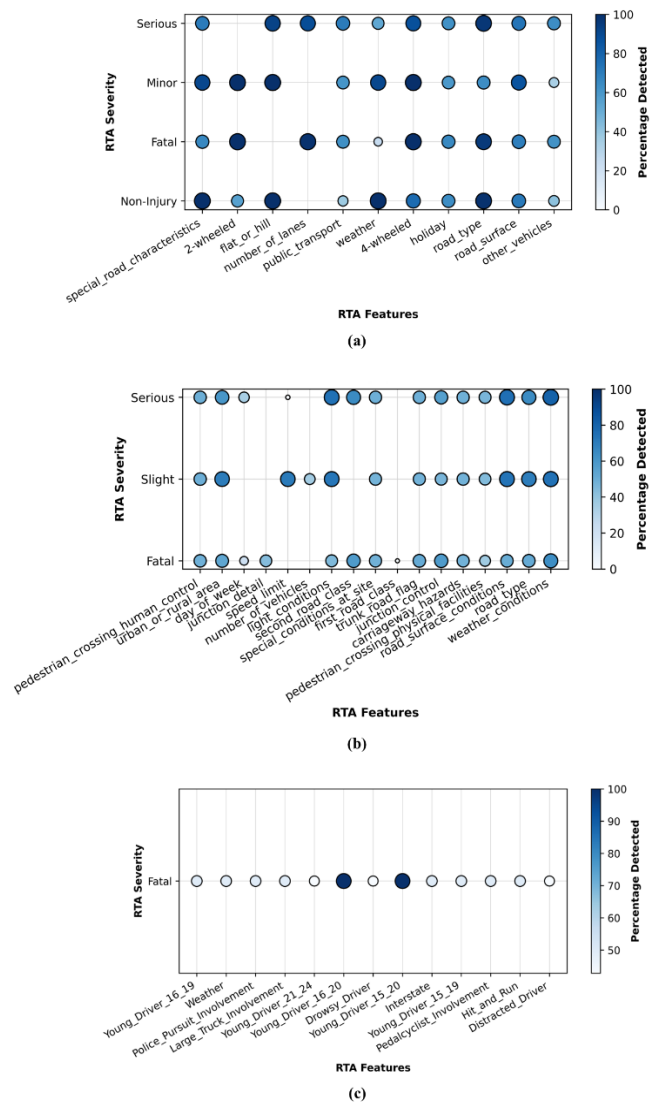 100
80
60
40
20
0
Percentage Detected
RTA Severity
Serious
Minor
Fatal
Non-Injury
special_road_characteristics
2-wheeled
flat_or_hill
number_of_lanes
public_transport
weather
4-wheeled
holiday
road_type
road_surface
other_vehicles
RTA Features
(a)
100
80
60
40
20
0
Percentage Detected
RTA Severity
Serious
Slight
Fatal
pedestrian_crossing_human_control
urban_or_rural_area
day_of_week
junction_detail
speed_limit
number_of_vehicles
light_conditions
second_road_class
special_conditions_at_site
first_road_class
trunk_road_flag
junction_control
carriageway_hazards
pedestrian_crossing_physical_facilities
road_surface_conditions
road_type
weather_conditions
RTA Features
(b)
100
90
80
70
60
50
Percentage Detected
RTA Severity
Fatal
Young_Driver_16_19
Weather
Police_Pursuit_Involvement
Large_Truck_Involvement
Young_Driver_21_24
Young_Driver_16_20
Drowsy_Driver
Young_Driver_15_20
Interstate
Young_Driver_15_19
Pedalcyclist_Involvement
Hit_and_Run
Distracted_Driver
RTA Features
(c)